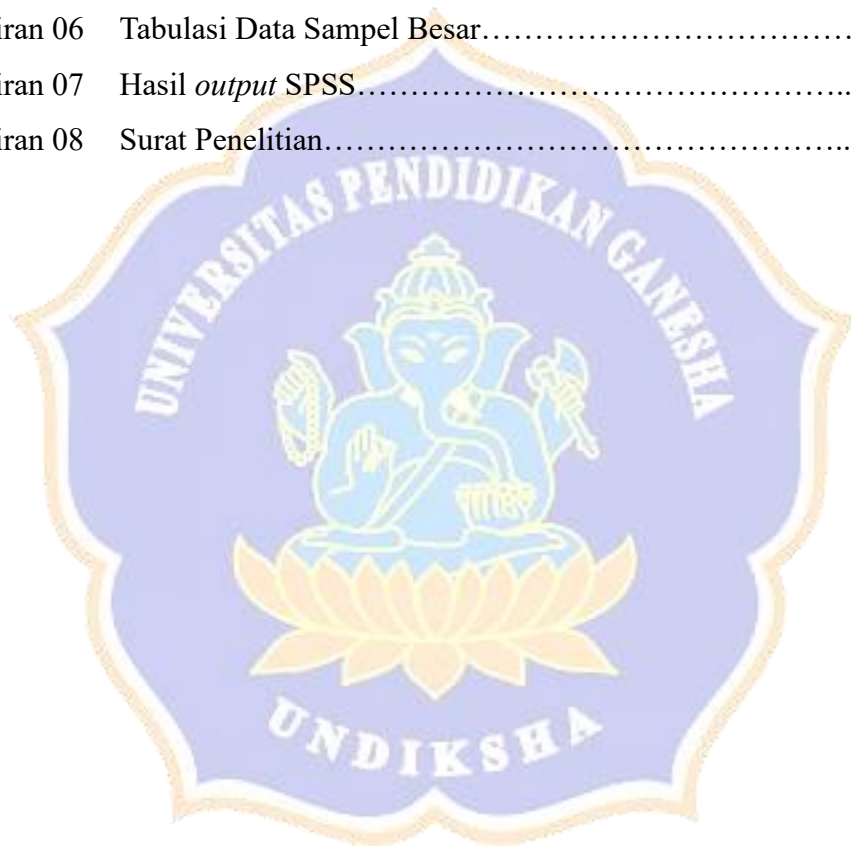 iran 06 Tabulasi Data Sampel Besar……………………………
iran 07 Hasil output SPSS………………………………………..
iran 08 Surat Penelitian…………………………………………..
UNIVERSITAS PENDIDIKAN GANESHA
UNDIKSHA